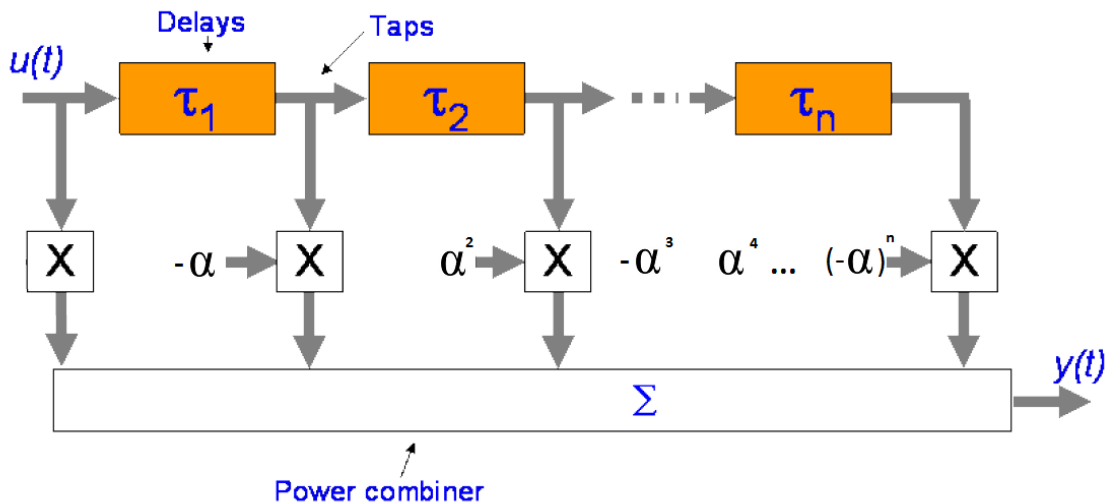 Delays
Taps
u(t)
τ1
τ2
τn
X
-α
X
α²
X
-α³
α⁴ ...
(-α)ⁿ
X
Σ
y(t)
Power combiner